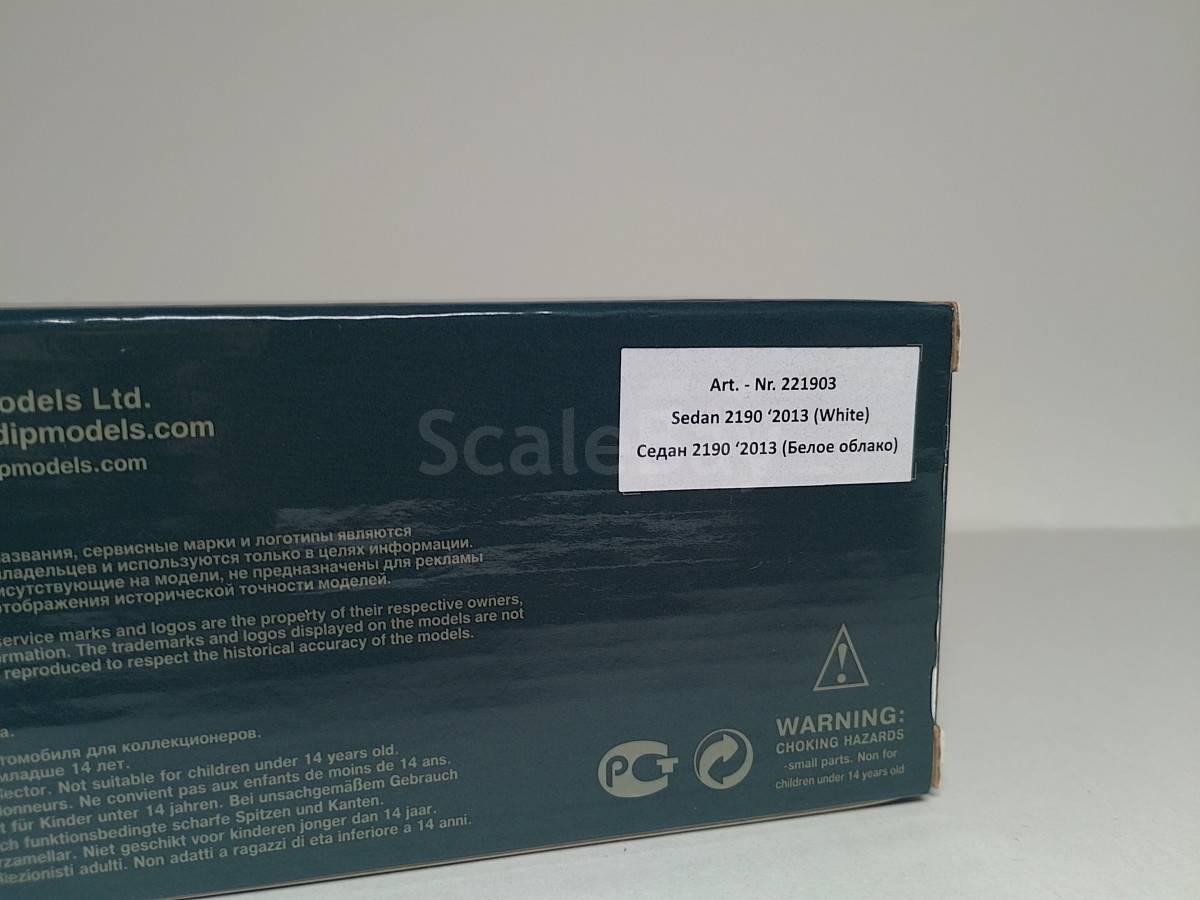 odels Ltd.
dipmodels.com
pmodels.com
Art. - Nr. 221903
Sedan 2190 ‘2013 (White)
Седан 2190 ‘2013 (Белое облако)
Scale
азвания, сервисные марки и логотипы являются
ладельцев и используются только в целях информации.
исутствующие на модели, не предназначены для рекламы
отображения исторической точности моделей.
service marks and logos are the property of their respective owners,
ormation. The trademarks and logos displayed on the models are not
reproduced to respect the historical accuracy of the models.
а.
томобиля для коллекционеров.
младше 14 лет.
llector. Not suitable for children under 14 years old.
ionneurs. Ne convient pas aux enfants de moins de 14 ans.
t für Kinder unter 14 jahren. Bei unsachgemäßem Gebrauch
ch funktionsbedingte scharfe Spitzen und Kanten.
rzamellar. Niet geschikt voor kinderen jonger dan 14 jaar.
llezionisti adulti. Non adatti a ragazzi di eta inferiore a 14 anni.
РСТ
WARNING:
CHOKING HAZARDS
-small parts. Non for
children under 14 years old